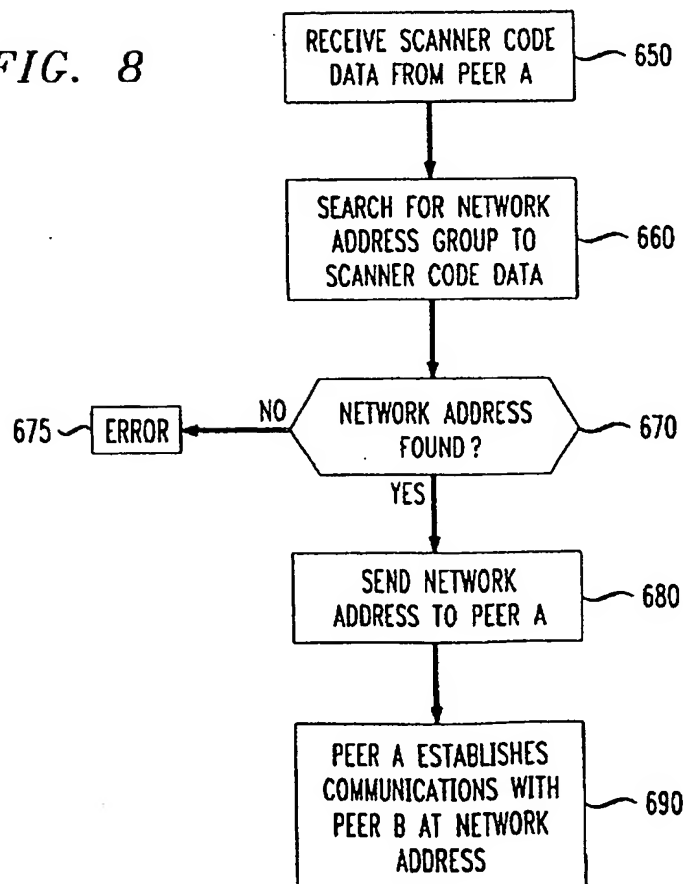 FIG. 8
RECEIVE SCANNER CODE
DATA FROM PEER A
650
SEARCH FOR NETWORK
ADDRESS GROUP TO
SCANNER CODE DATA
660
NETWORK ADDRESS
FOUND?
670
NO
675
ERROR
YES
SEND NETWORK
ADDRESS TO PEER A
680
PEER A ESTABLISHES
COMMUNICATIONS WITH
PEER B AT NETWORK
ADDRESS
690